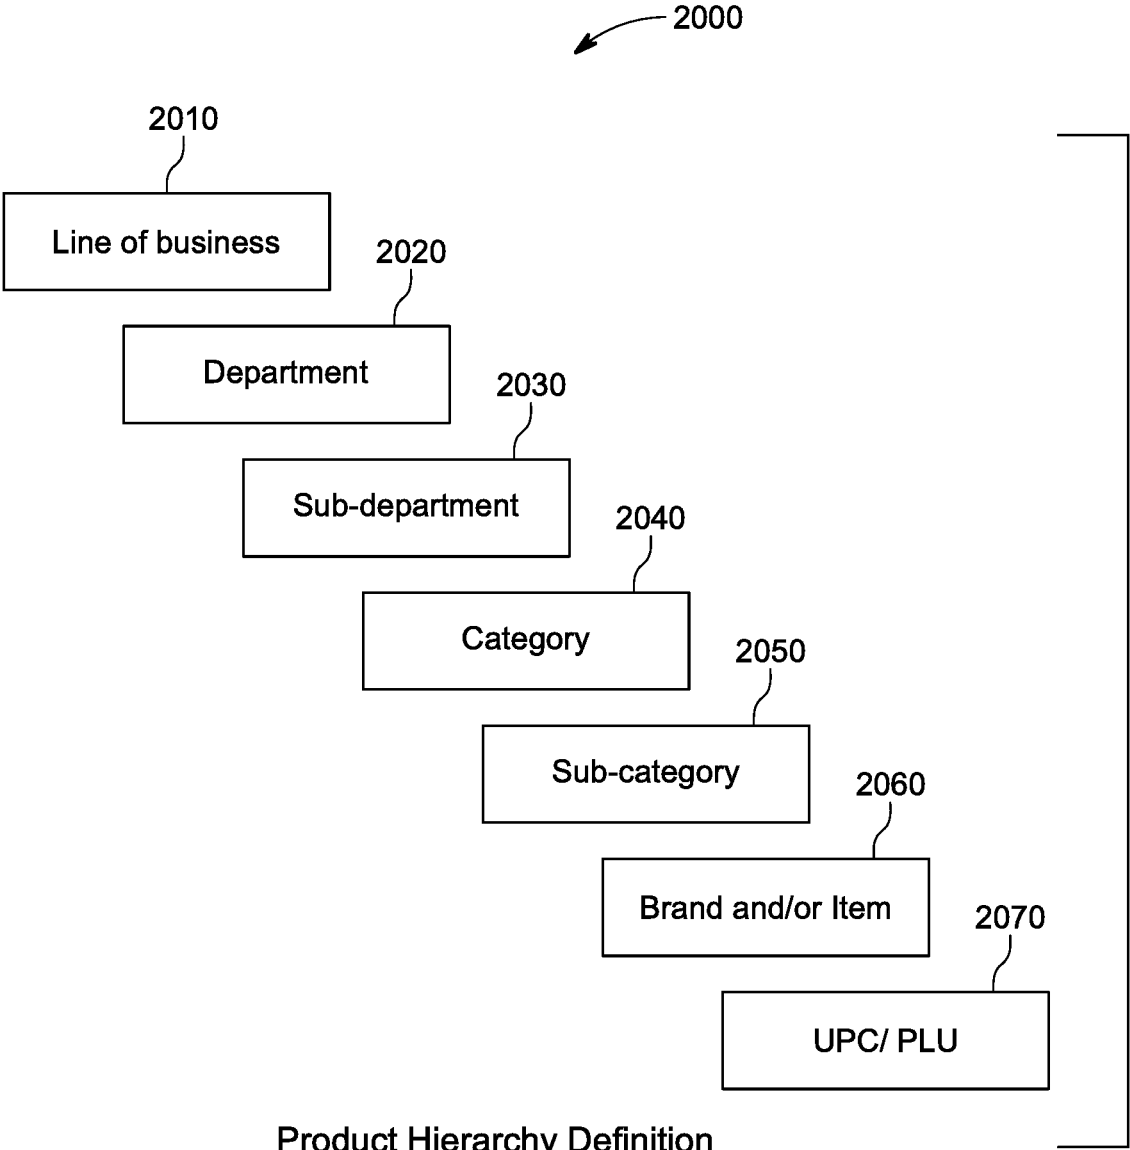 2000
2010
Line of business
2020
Department
2030
Sub-department
2040
Category
2050
Sub-category
2060
Brand and/or Item
2070
UPC/ PLU
Product Hierarchy Definition